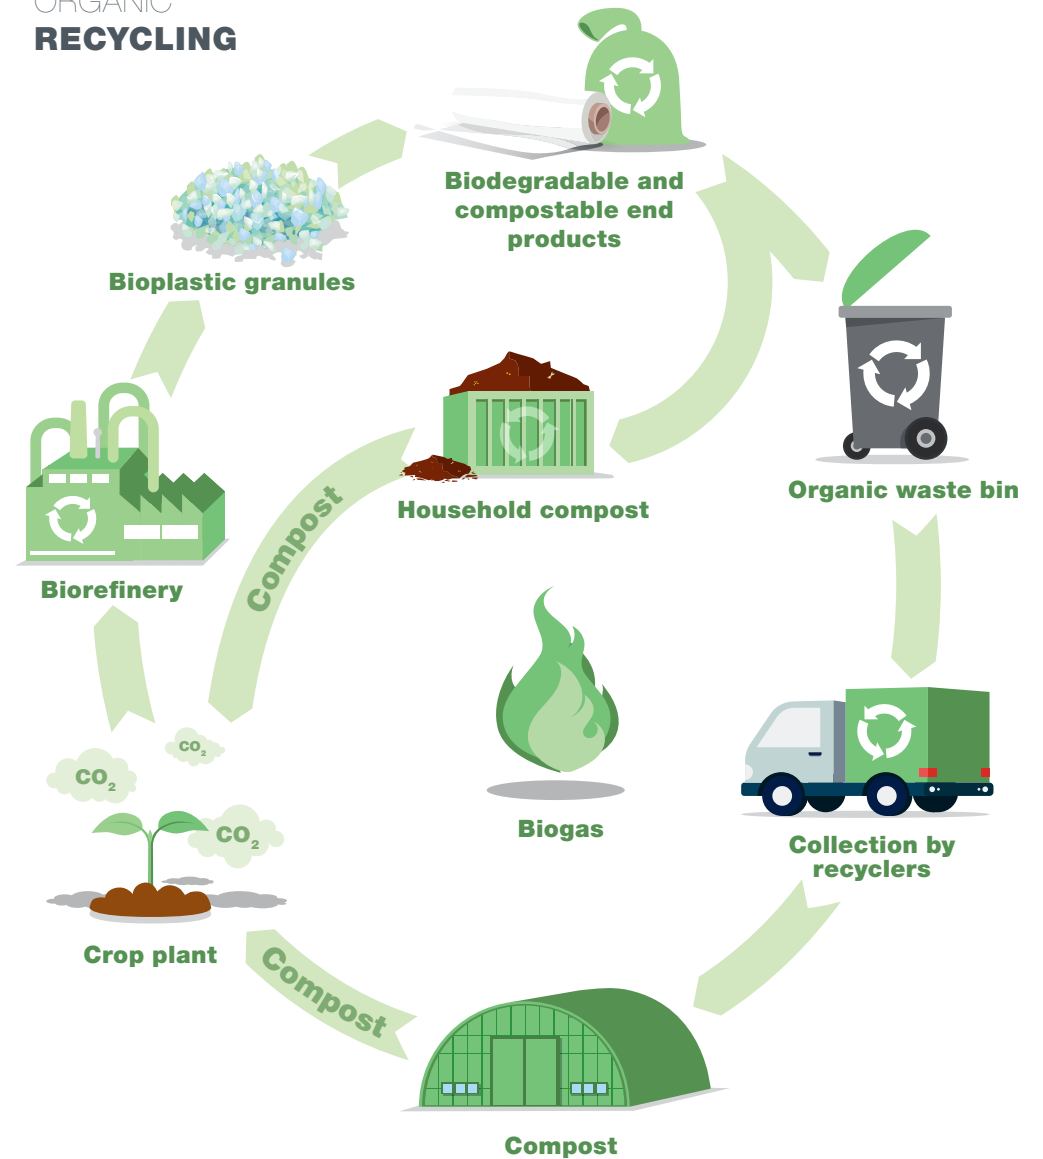 ORGANIC
RECYCLING
Biodegradable and
compostable end
products
Bioplastic granules
Organic waste bin
Household compost
Compost
Biorefinery
CO2
CO2
CO2
Biogas
Collection by
recyclers
Crop plant
Compost
Compost